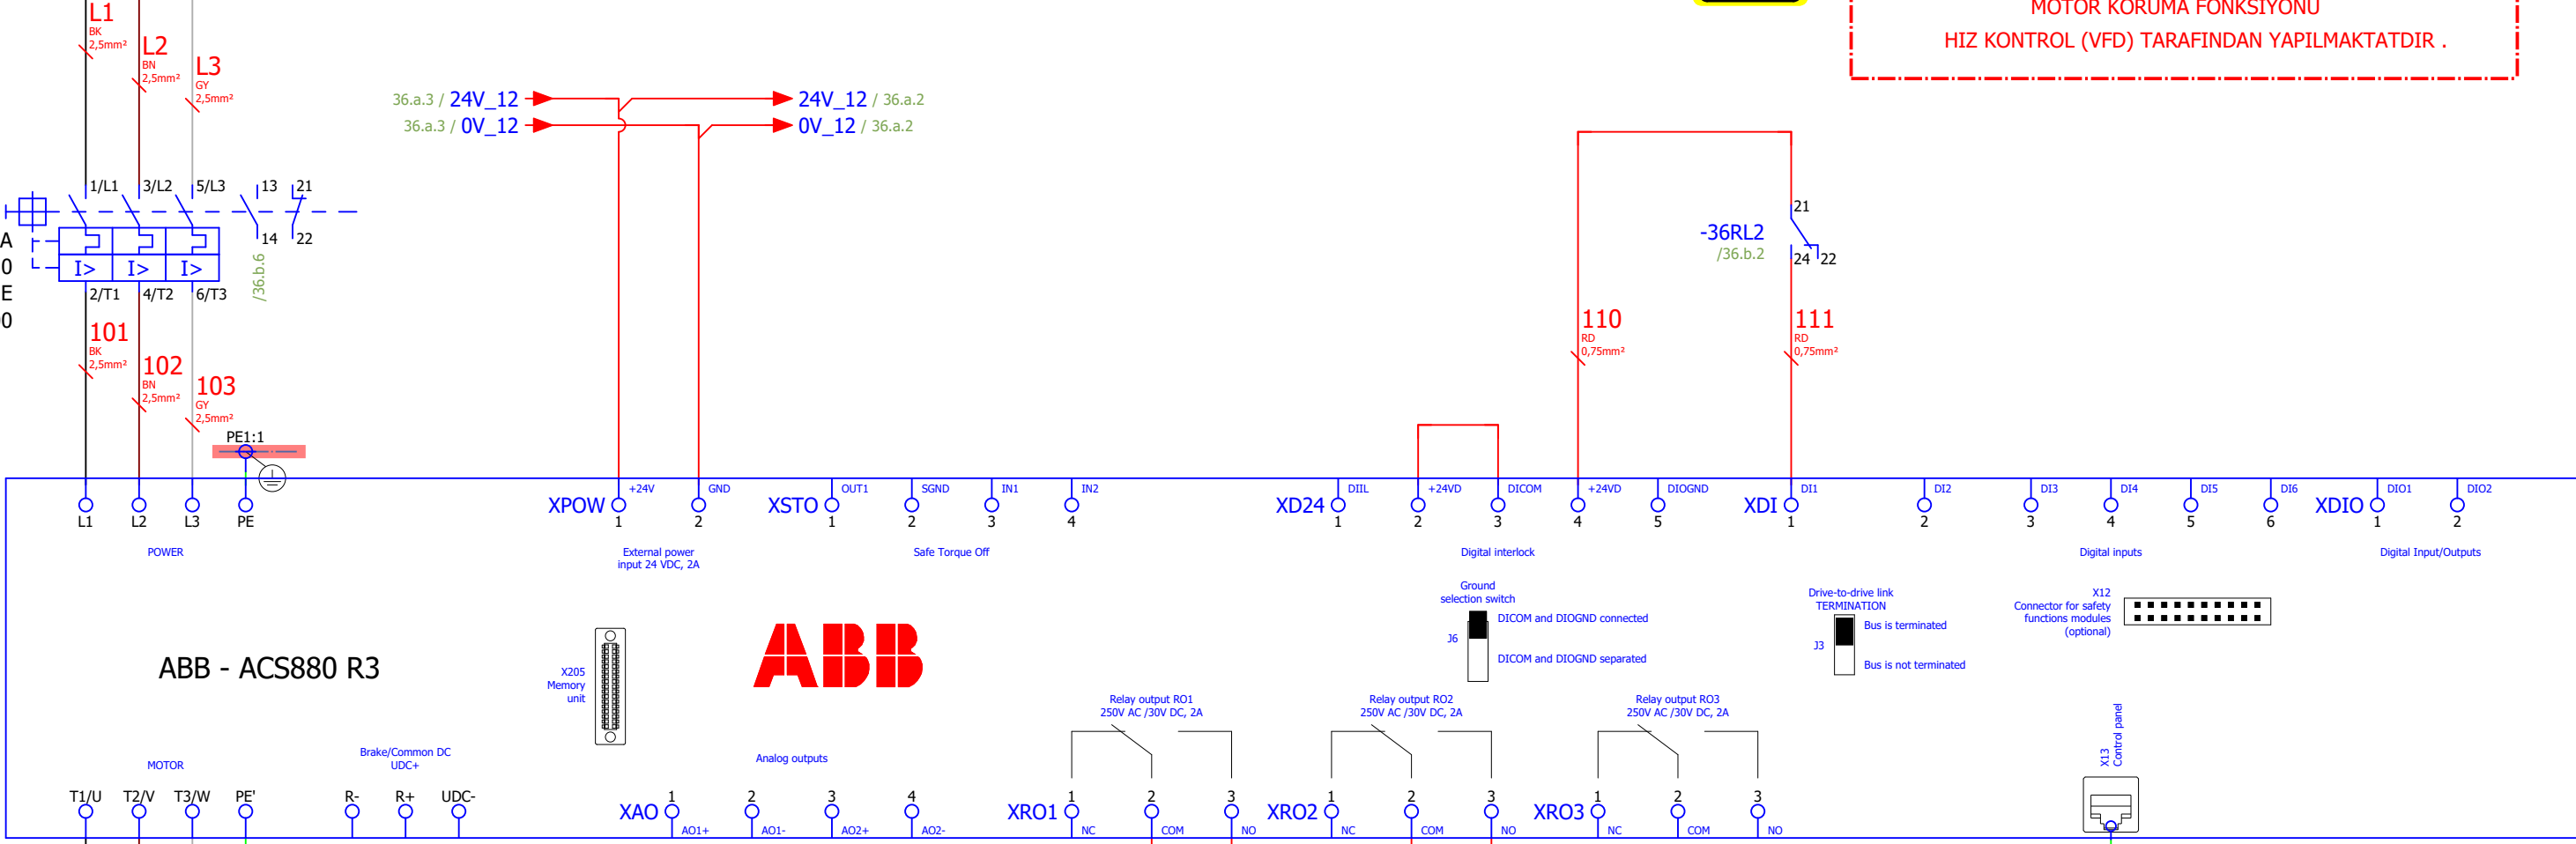 MOTOR KORUMA FONKSİYONU
HIZ KONTROL (VFD) TARAFINDAN YAPILMAKTATDIR .
L1
BK
2,5mm²
L2
BN
2,5mm²
L3
GY
2,5mm²
36.a.3 / 24V_12
24V_12 / 36.a.2
36.a.3 / 0V_12
0V_12 / 36.a.2
1/L1 3/L2 5/L3 13 21
14 22
A
0
E
0
I> I> I>
2/T1 4/T2 6/T3
/36.b.6
21
-36RL2
/36.b.2
24 22
101
BK
2,5mm²
102
BN
2,5mm²
103
GY
2,5mm²
110
RD
0,75mm²
111
RD
0,75mm²
PE1:1
L1 L2 L3 PE
POWER
XPOW
+24V GND
1 2
External power
input 24 VDC, 2A
XSTO
OUT1 SGND IN1 IN2
1 2 3 4
Safe Torque Off
XD24
DIIL +24VD DICOM +24VD DIOGND
1 2 3 4 5
Digital interlock
XDI
DI1 DI2 DI3 DI4 DI5 DI6
1 2 3 4 5 6
Digital inputs
XDIO
DIO1 DIO2
1 2
Digital Input/Outputs
Ground
selection switch
J6
DICOM and DIOGND connected
DICOM and DIOGND separated
Drive-to-drive link
TERMINATION
J3
Bus is terminated
Bus is not terminated
X12
Connector for safety
functions modules
(optional)
ABB - ACS880 R3
X205
Memory
unit
ABB
Relay output RO1
250V AC /30V DC, 2A
Relay output RO2
250V AC /30V DC, 2A
Relay output RO3
250V AC /30V DC, 2A
X13
Control panel
MOTOR
Brake/Common DC
UDC+
Analog outputs
T1/U T2/V T3/W PE'
R- R+ UDC-
XAO
1 2 3 4
AO1+ AO1- AO2+ AO2-
XRO1
1 2 3
NC COM NO
XRO2
1 2 3
NC COM NO
XRO3
1 2 3
NC COM NO